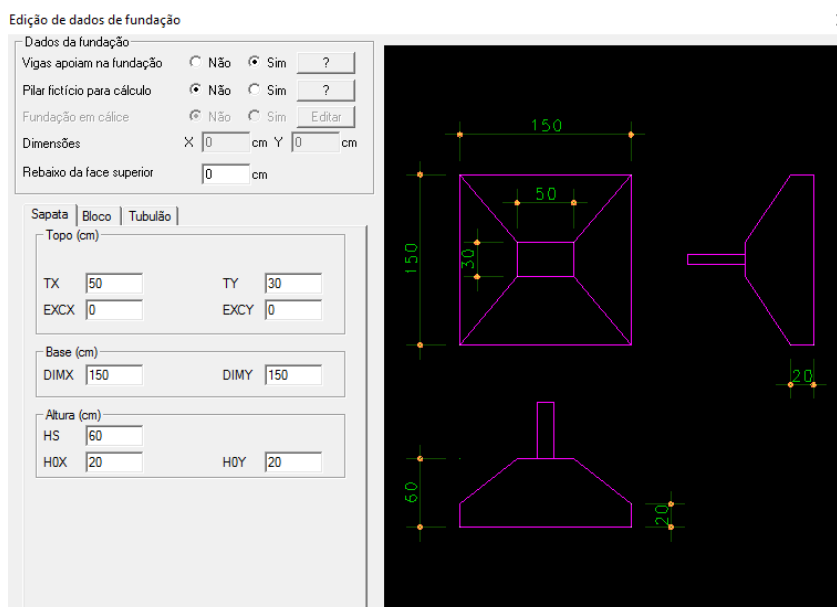 Edição de dados de fundação
Dados da fundação
Vigas apoiam na fundação Não Sim ?
Pilar fictício para cálculo Não Sim ?
Fundação em cálice Não Sim Editar
Dimensões X 0 cm Y 0 cm
Rebaixo da face superior 0 cm
Sapata Bloco Tubulão
Topo (cm)
TX 50 TY 30
EXCX 0 EXCY 0
Base (cm)
DIMX 150 DIMY 150
Altura (cm)
HS 60
H0X 20 H0Y 20
150
50
150
30
20
60
20